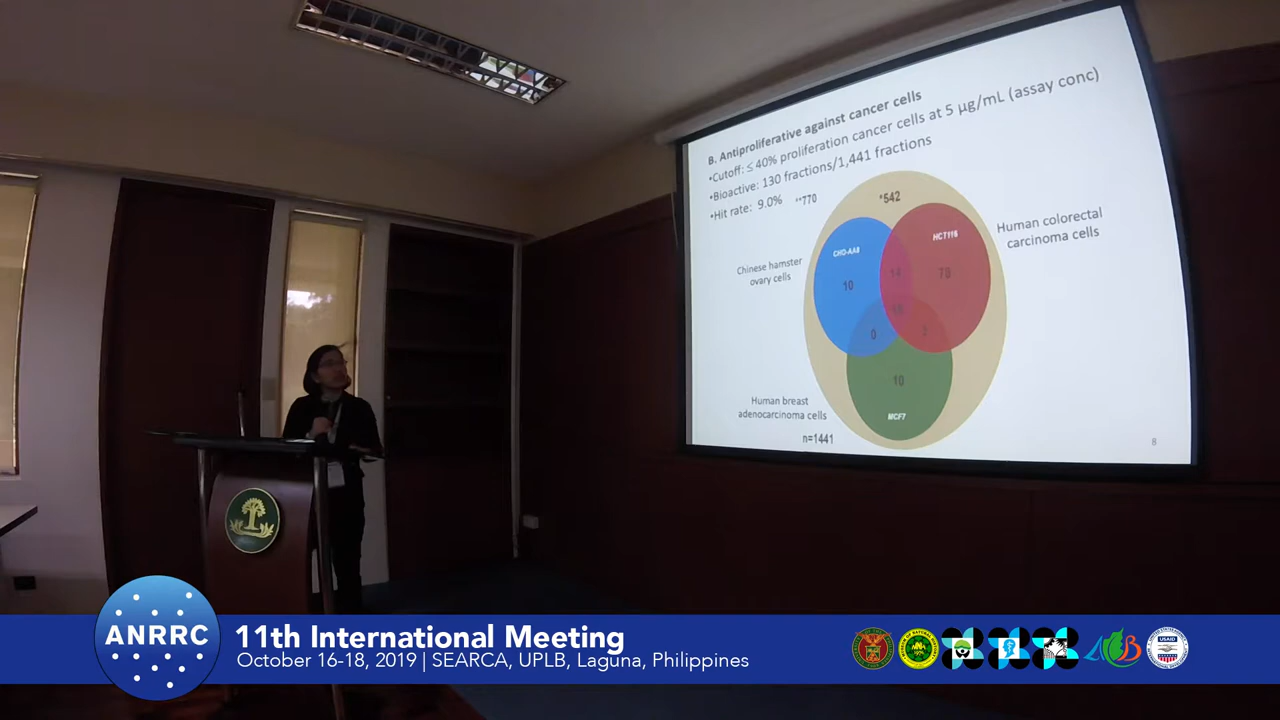 B. Antiproliferative against cancer cells
•Cutoff: ≤ 40% proliferation cancer cells at 5 µg/mL (assay conc)
•Bioactive: 130 fractions/1,441 fractions
•Hit rate: 9.0%
**770
*542
CHO-AA8
HCT116
Human colorectal
carcinoma cells
Chinese hamster
ovary cells
10
14
79
0
10
MCF7
Human breast
adenocarcinoma cells
n=1441
8
ANRRC
11th International Meeting
October 16-18, 2019 | SEARCA, UPLB, Laguna, Philippines
USAID